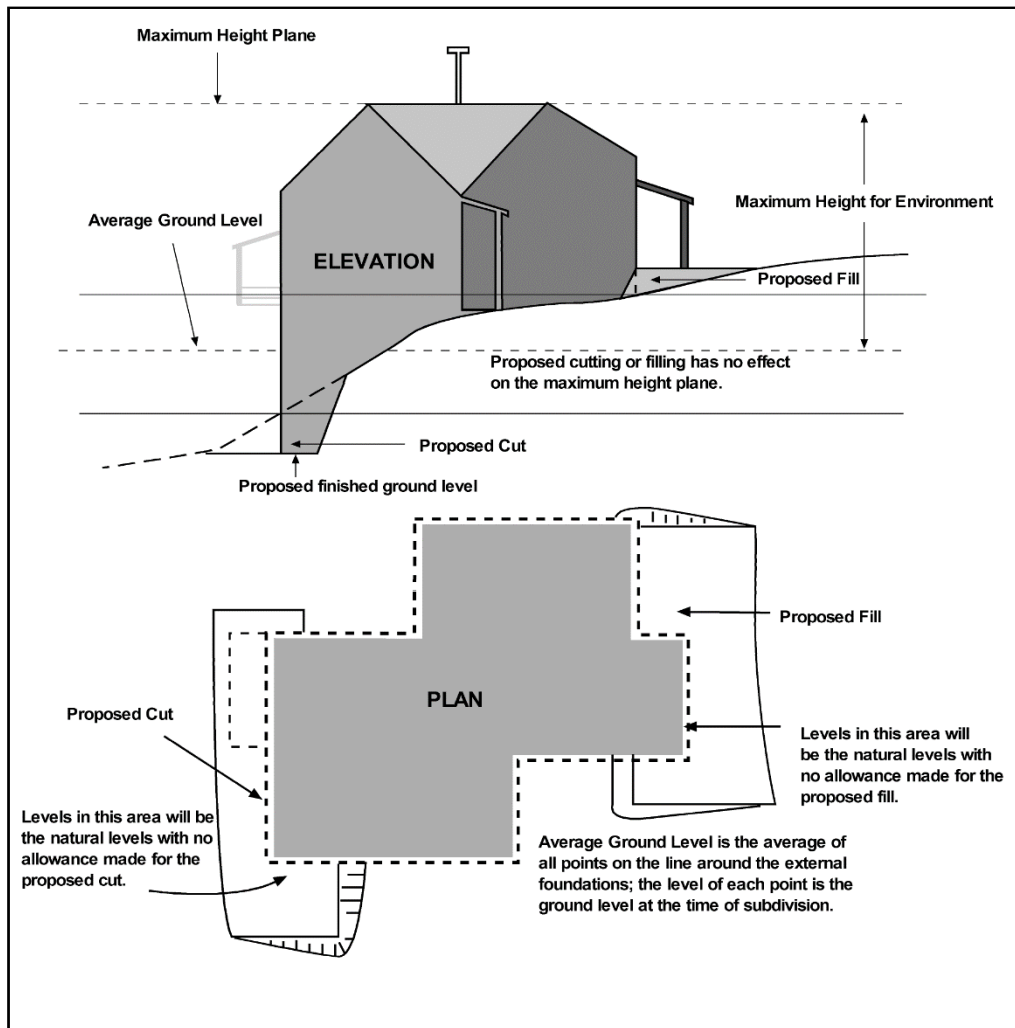 Maximum Height Plane
Maximum Height for Environment
Average Ground Level
ELEVATION
Proposed Fill
Proposed cutting or filling has no effect
on the maximum height plane.
Proposed Cut
Proposed finished ground level
Proposed Fill
PLAN
Proposed Cut
Levels in this area will
be the natural levels with
no allowance made for the
proposed fill.
Levels in this area will be
the natural levels with no
allowance made for the
proposed cut.
Average Ground Level is the average of
all points on the line around the external
foundations; the level of each point is the
ground level at the time of subdivision.